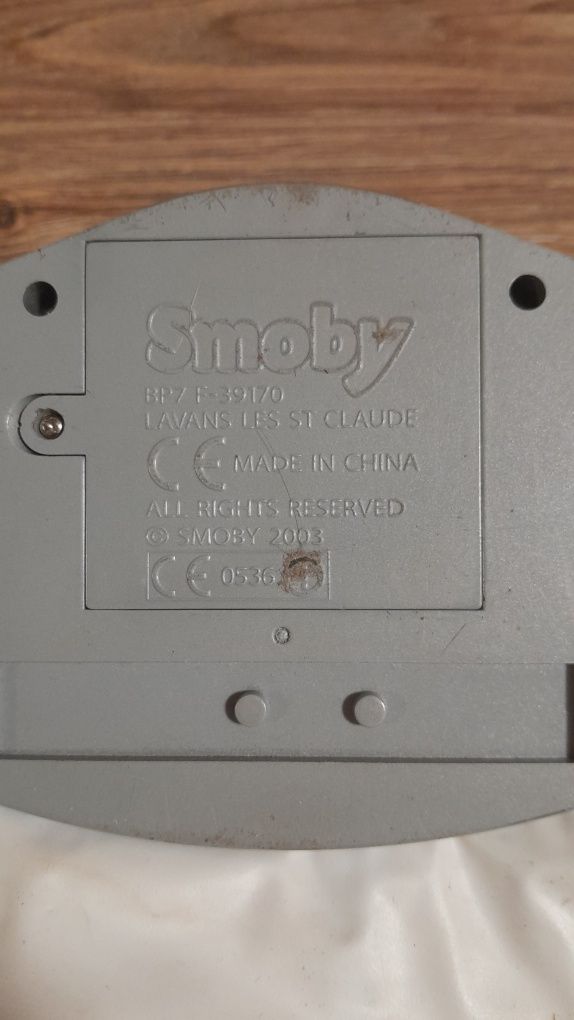 Smoby
BP7 F-39170
LAVANS LES ST CLAUDE
CE MADE IN CHINA
ALL RIGHTS RESERVED
© SMOBY 2003
CE 0536